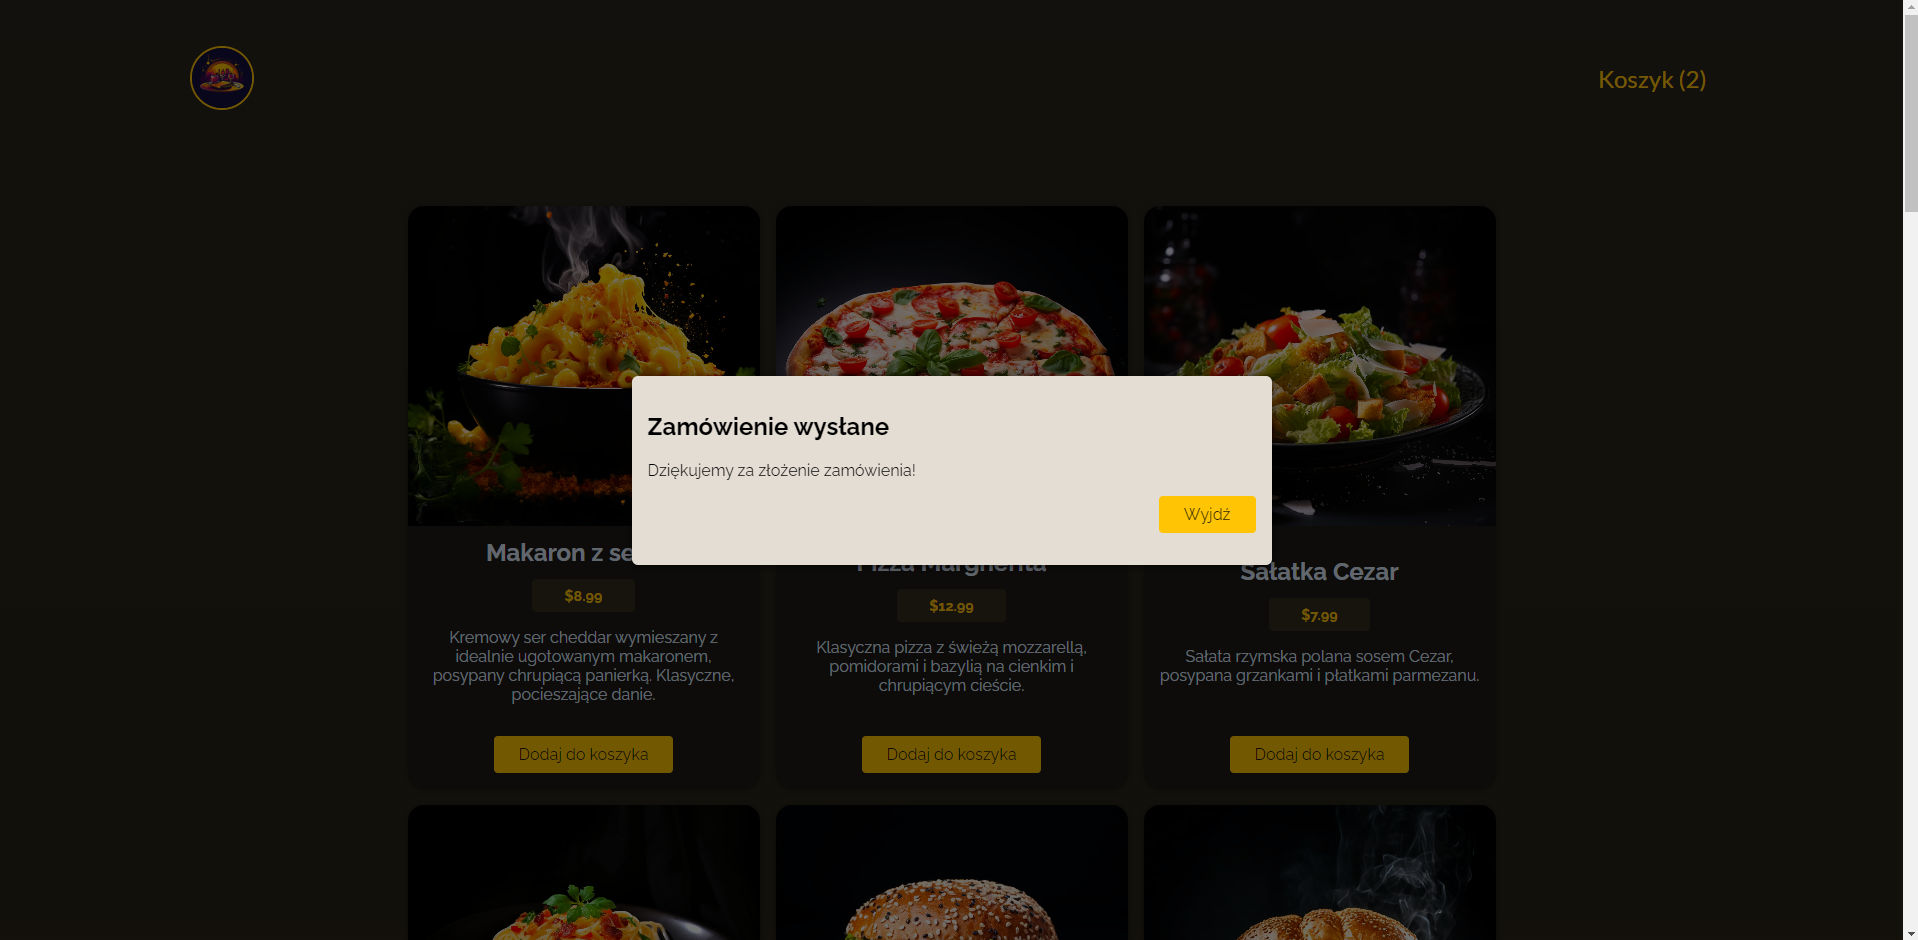 Koszyk (2)
Zamówienie wysłane
Dziękujemy za złożenie zamówienia!
Wyjdź
Makaron z se
$8.99
Kremowy ser cheddar wymieszany z
idealnie ugotowanym makaronem,
posypany chrupiącą panierką. Klasyczne,
pocieszające danie.
Dodaj do koszyka
Pizza Margherita
$12.99
Klasyczna pizza z świeżą mozzarellą,
pomidorami i bazylią na cienkim i
chrupiącym cieście.
Dodaj do koszyka
Sałatka Cezar
$7.99
Sałata rzymska polana sosem Cezar,
posypana grzankami i płatkami parmezanu.
Dodaj do koszyka